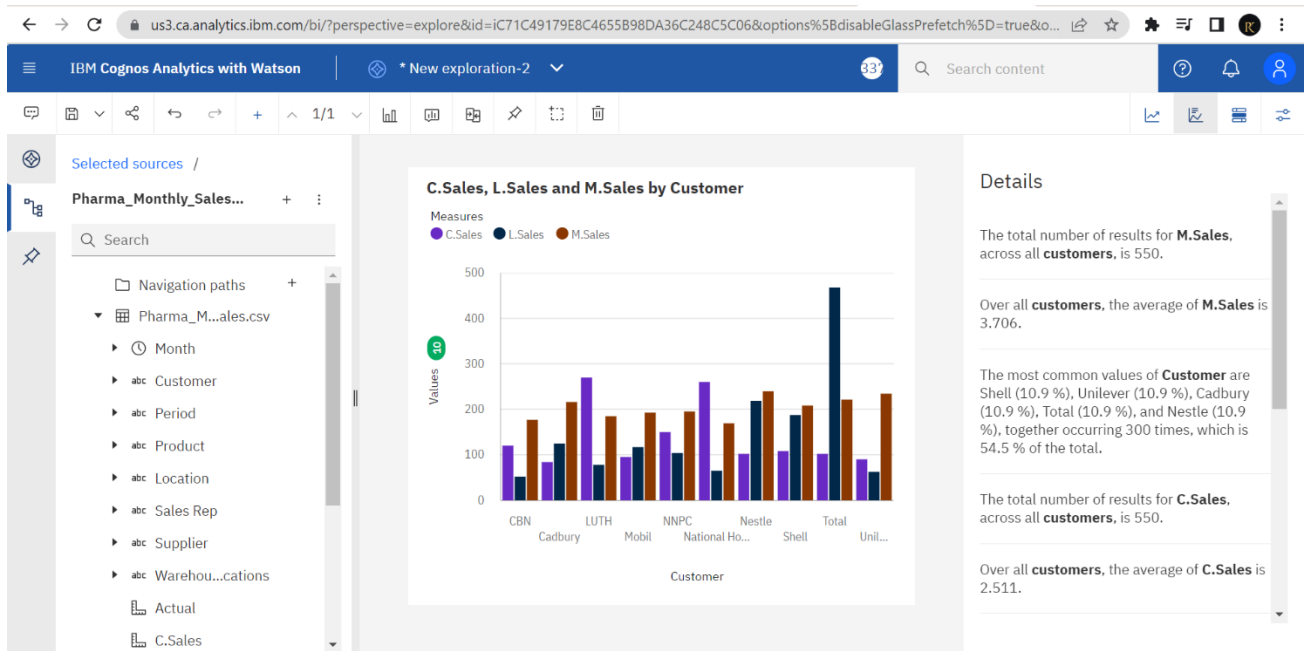 us3.ca.analytics.ibm.com/bi/?perspective=explore&id=iC71C49179E8C4655B98DA36C248C5C06&options%5BdisableGlassPrefetch%5D=true&o...
IBM Cognos Analytics with Watson
* New exploration-2
Search content
1/1
Selected sources /
Pharma_Monthly_Sales...
Search
Navigation paths
Pharma_M...ales.csv
Month
abc Customer
abc Period
abc Product
abc Location
abc Sales Rep
abc Supplier
abc Warehou...cations
Actual
C.Sales
C.Sales, L.Sales and M.Sales by Customer
Measures
C.Sales L.Sales M.Sales
500
400
300
200
100
0
Values
10
CBN LUTH NNPC Nestle Total
Cadbury Mobil National Ho... Shell Unil...
Customer
Details
The total number of results for M.Sales,
across all customers, is 550.
Over all customers, the average of M.Sales is
3.706.
The most common values of Customer are
Shell (10.9 %), Unilever (10.9 %), Cadbury
(10.9 %), Total (10.9 %), and Nestle (10.9
%), together occurring 300 times, which is
54.5 % of the total.
The total number of results for C.Sales,
across all customers, is 550.
Over all customers, the average of C.Sales is
2.511.